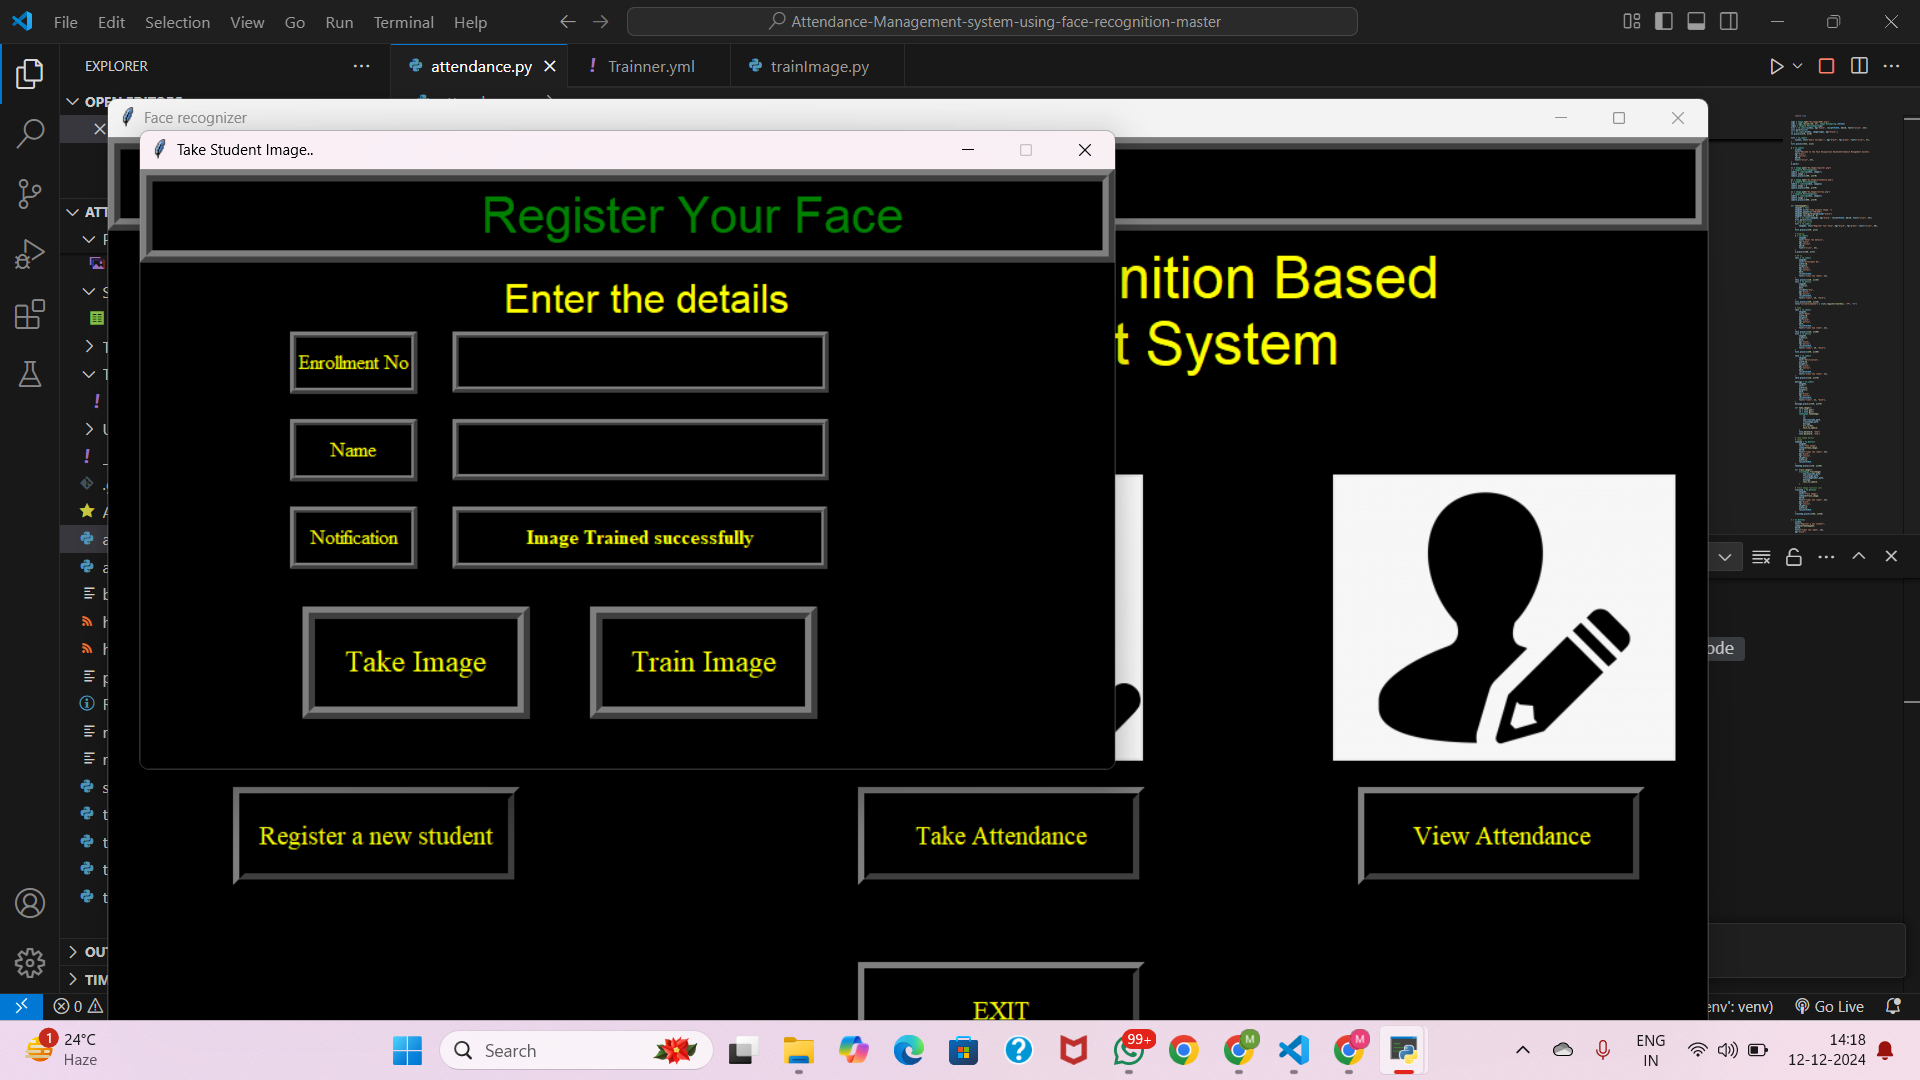 File Edit Selection View Go Run Terminal Help
Attendance-Management-system-using-face-recognition-master
EXPLORER
attendance.py
Trainner.yml
trainImage.py
Face recognizer
Take Student Image..
Register Your Face
nition Based
t System
Enter the details
Enrollment No
Name
Notification
Image Trained successfully
Take Image
Train Image
Register a new student
Take Attendance
View Attendance
EXIT
OU
TIM
ATT
ode
0
env': venv)
Go Live
1
24°C
Haze
Search
99+
M
M
ENG
IN
14:18
12-12-2024